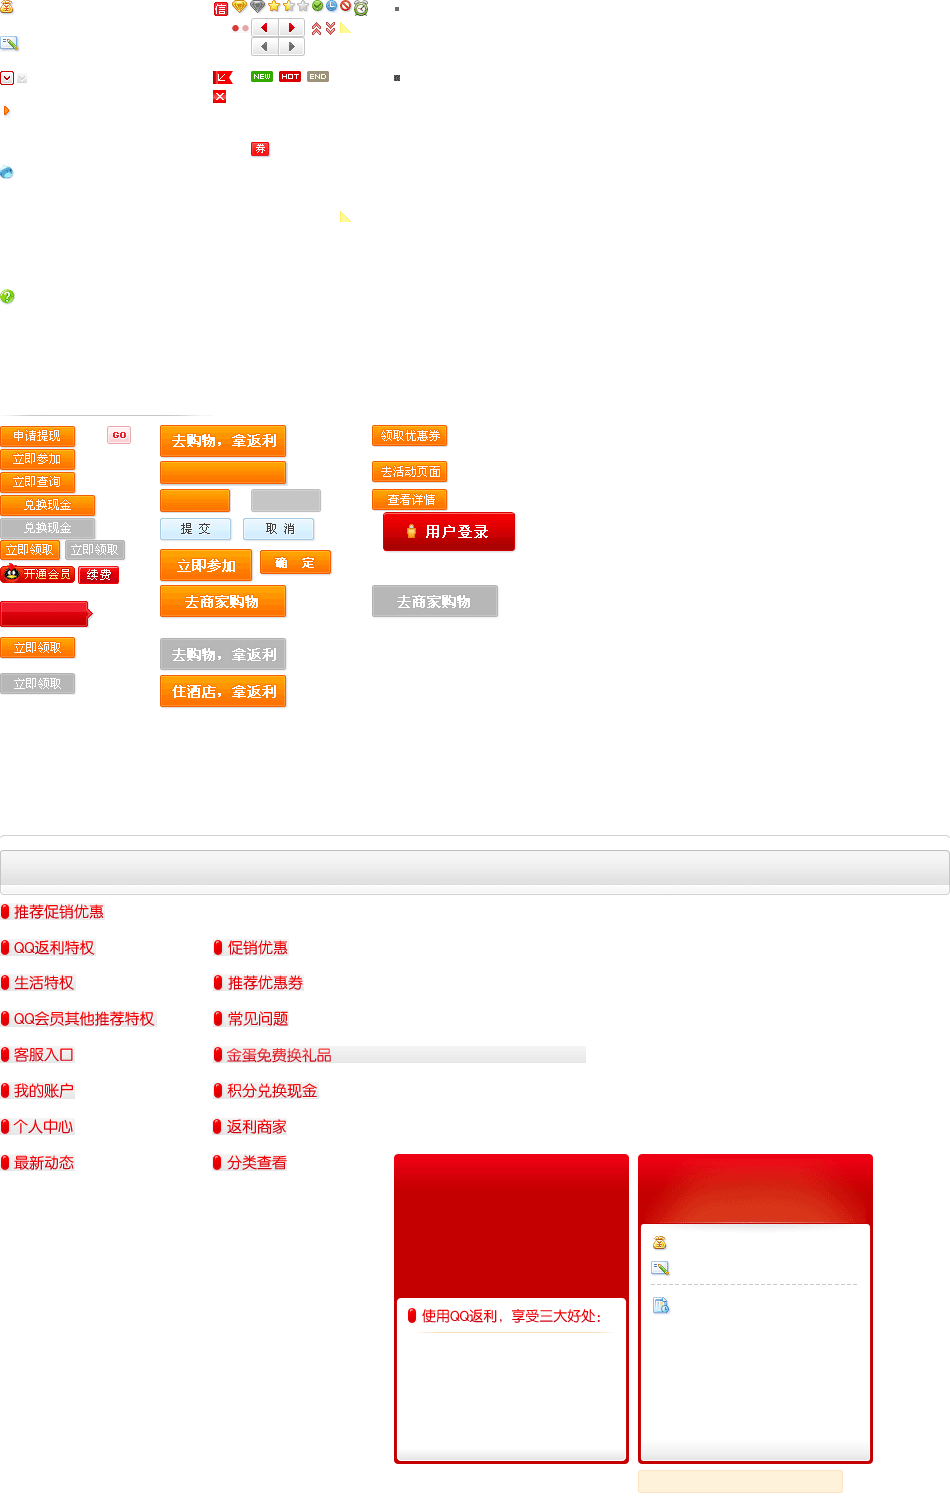 信
NEW HOT END
券
申请提现
GO
去购物，拿返利
领取优惠券
立即参加
去活动页面
立即查询
查看详情
兑换现金
兑换现金
提 交
取 消
用户登录
立即领取
立即领取
立即参加
确 定
开通会员
续费
去商家购物
去商家购物
立即领取
去购物，拿返利
立即领取
住酒店，拿返利
推荐促销优惠
QQ返利特权
促销优惠
生活特权
推荐优惠券
QQ会员其他推荐特权
常见问题
客服入口
金蛋免费换礼品
我的账户
积分兑换现金
个人中心
返利商家
最新动态
分类查看
使用QQ返利，享受三大好处：